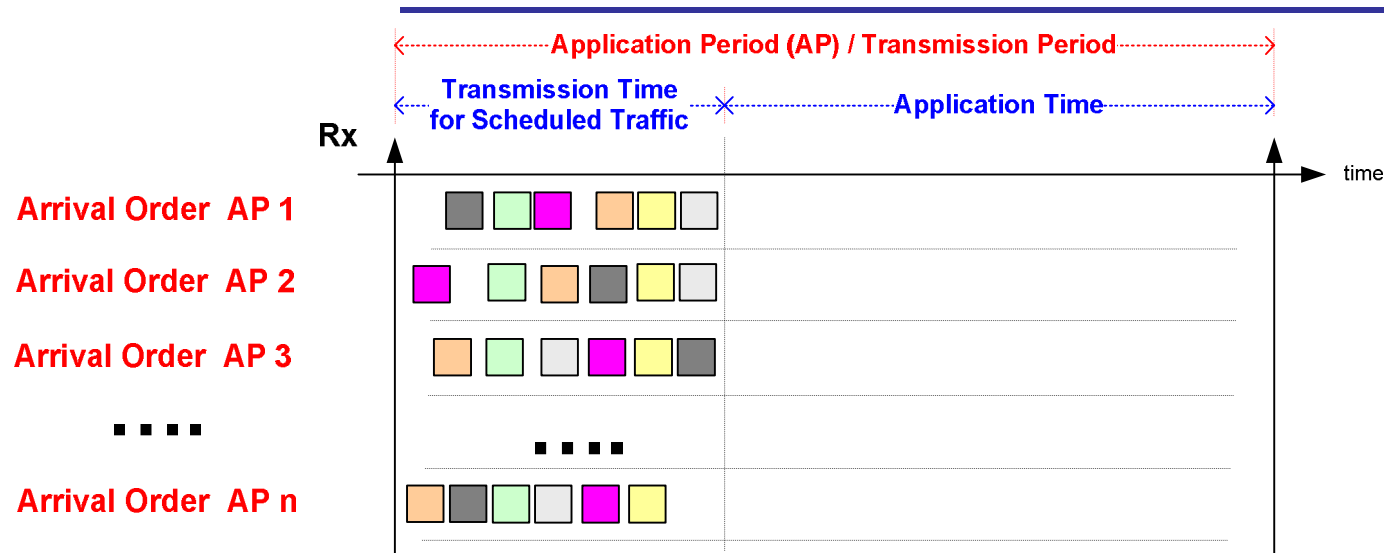 Application Period (AP) / Transmission Period
Transmission Time
for Scheduled Traffic
Application Time
Rx
time
Arrival Order AP 1
Arrival Order AP 2
Arrival Order AP 3
....
....
Arrival Order AP n